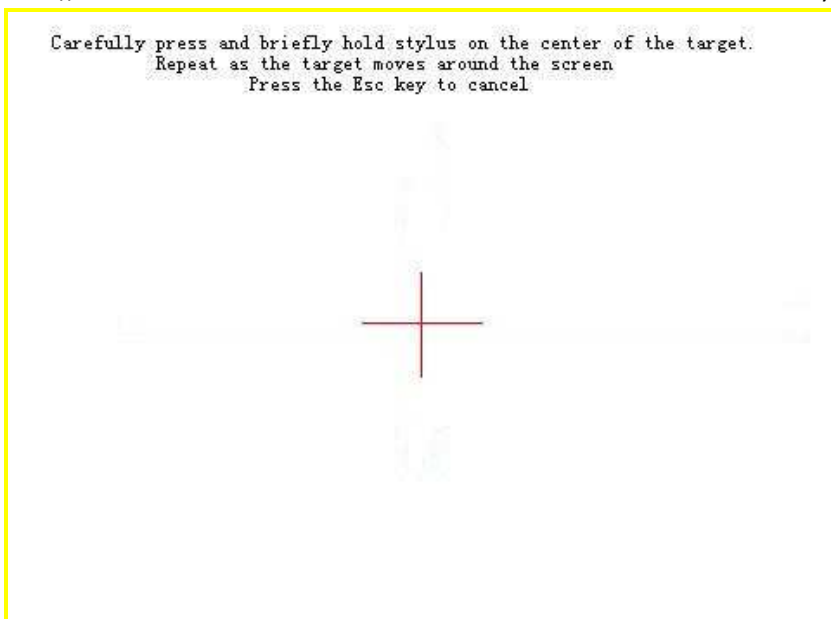 Carefully press and briefly hold stylus on the center of the target.
Repeat as the target moves around the screen
Press the Esc key to cancel